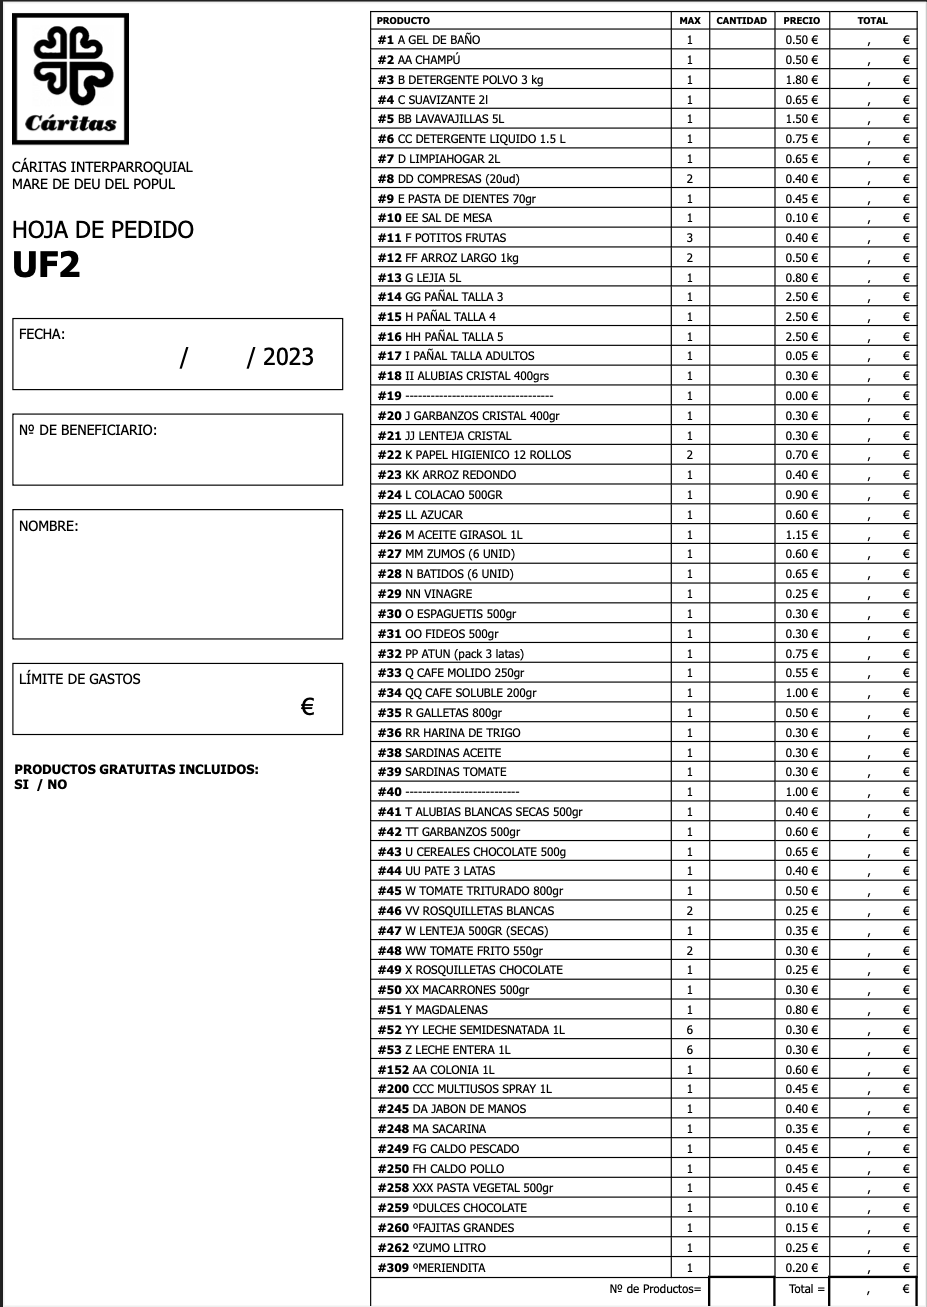 Cáritas
CÁRITAS INTERPARROQUIAL
MARE DE DEU DEL POPUL
HOJA DE PEDIDO
UF2
FECHA:
/ / 2023
Nº DE BENEFICIARIO:
NOMBRE:
LÍMITE DE GASTOS
€
PRODUCTOS GRATUITAS INCLUIDOS:
SI / NO
PRODUCTO MAX CANTIDAD PRECIO TOTAL
#1 A GEL DE BAÑO 1 0.50 € , €
#2 AA CHAMPÚ 1 0.50 € , €
#3 B DETERGENTE POLVO 3 kg 1 1.80 € , €
#4 C SUAVIZANTE 2l 1 0.65 € , €
#5 BB LAVAVAJILLAS 5L 1 1.50 € , €
#6 CC DETERGENTE LIQUIDO 1.5 L 1 0.75 € , €
#7 D LIMPIAHOGAR 2L 1 0.65 € , €
#8 DD COMPRESAS (20ud) 2 0.40 € , €
#9 E PASTA DE DIENTES 70gr 1 0.45 € , €
#10 EE SAL DE MESA 1 0.10 € , €
#11 F POTITOS FRUTAS 3 0.40 € , €
#12 FF ARROZ LARGO 1kg 2 0.50 € , €
#13 G LEJIA 5L 1 0.80 € , €
#14 GG PAÑAL TALLA 3 1 2.50 € , €
#15 H PAÑAL TALLA 4 1 2.50 € , €
#16 HH PAÑAL TALLA 5 1 2.50 € , €
#17 I PAÑAL TALLA ADULTOS 1 0.05 € , €
#18 II ALUBIAS CRISTAL 400grs 1 0.30 € , €
#19 ----------------------------------- 1 0.00 € , €
#20 J GARBANZOS CRISTAL 400gr 1 0.30 € , €
#21 JJ LENTEJA CRISTAL 1 0.30 € , €
#22 K PAPEL HIGIENICO 12 ROLLOS 2 0.70 € , €
#23 KK ARROZ REDONDO 1 0.40 € , €
#24 L COLACAO 500GR 1 0.90 € , €
#25 LL AZUCAR 1 0.60 € , €
#26 M ACEITE GIRASOL 1L 1 1.15 € , €
#27 MM ZUMOS (6 UNID) 1 0.60 € , €
#28 N BATIDOS (6 UNID) 1 0.65 € , €
#29 NN VINAGRE 1 0.25 € , €
#30 O ESPAGUETIS 500gr 1 0.30 € , €
#31 OO FIDEOS 500gr 1 0.30 € , €
#32 PP ATUN (pack 3 latas) 1 0.75 € , €
#33 Q CAFE MOLIDO 250gr 1 0.55 € , €
#34 QQ CAFE SOLUBLE 200gr 1 1.00 € , €
#35 R GALLETAS 800gr 1 0.50 € , €
#36 RR HARINA DE TRIGO 1 0.30 € , €
#38 SARDINAS ACEITE 1 0.30 € , €
#39 SARDINAS TOMATE 1 0.30 € , €
#40 --------------------------- 1 1.00 € , €
#41 T ALUBIAS BLANCAS SECAS 500gr 1 0.40 € , €
#42 TT GARBANZOS 500gr 1 0.60 € , €
#43 U CEREALES CHOCOLATE 500g 1 0.65 € , €
#44 UU PATE 3 LATAS 1 0.40 € , €
#45 W TOMATE TRITURADO 800gr 1 0.50 € , €
#46 VV ROSQUILLETAS BLANCAS 2 0.25 € , €
#47 W LENTEJA 500GR (SECAS) 1 0.35 € , €
#48 WW TOMATE FRITO 550gr 2 0.30 € , €
#49 X ROSQUILLETAS CHOCOLATE 1 0.25 € , €
#50 XX MACARRONES 500gr 1 0.30 € , €
#51 Y MAGDALENAS 1 0.80 € , €
#52 YY LECHE SEMIDESNATADA 1L 6 0.30 € , €
#53 Z LECHE ENTERA 1L 6 0.30 € , €
#152 AA COLONIA 1L 1 0.60 € , €
#200 CCC MULTIUSOS SPRAY 1L 1 0.45 € , €
#245 DA JABON DE MANOS 1 0.40 € , €
#248 MA SACARINA 1 0.35 € , €
#249 FG CALDO PESCADO 1 0.45 € , €
#250 FH CALDO POLLO 1 0.45 € , €
#258 XXX PASTA VEGETAL 500gr 1 0.45 € , €
#259 ºDULCES CHOCOLATE 1 0.10 € , €
#260 ºFAJITAS GRANDES 1 0.15 € , €
#262 ºZUMO LITRO 1 0.25 € , €
#309 ºMERIENDITA 1 0.20 € , €
Nº de Productos= Total = , €